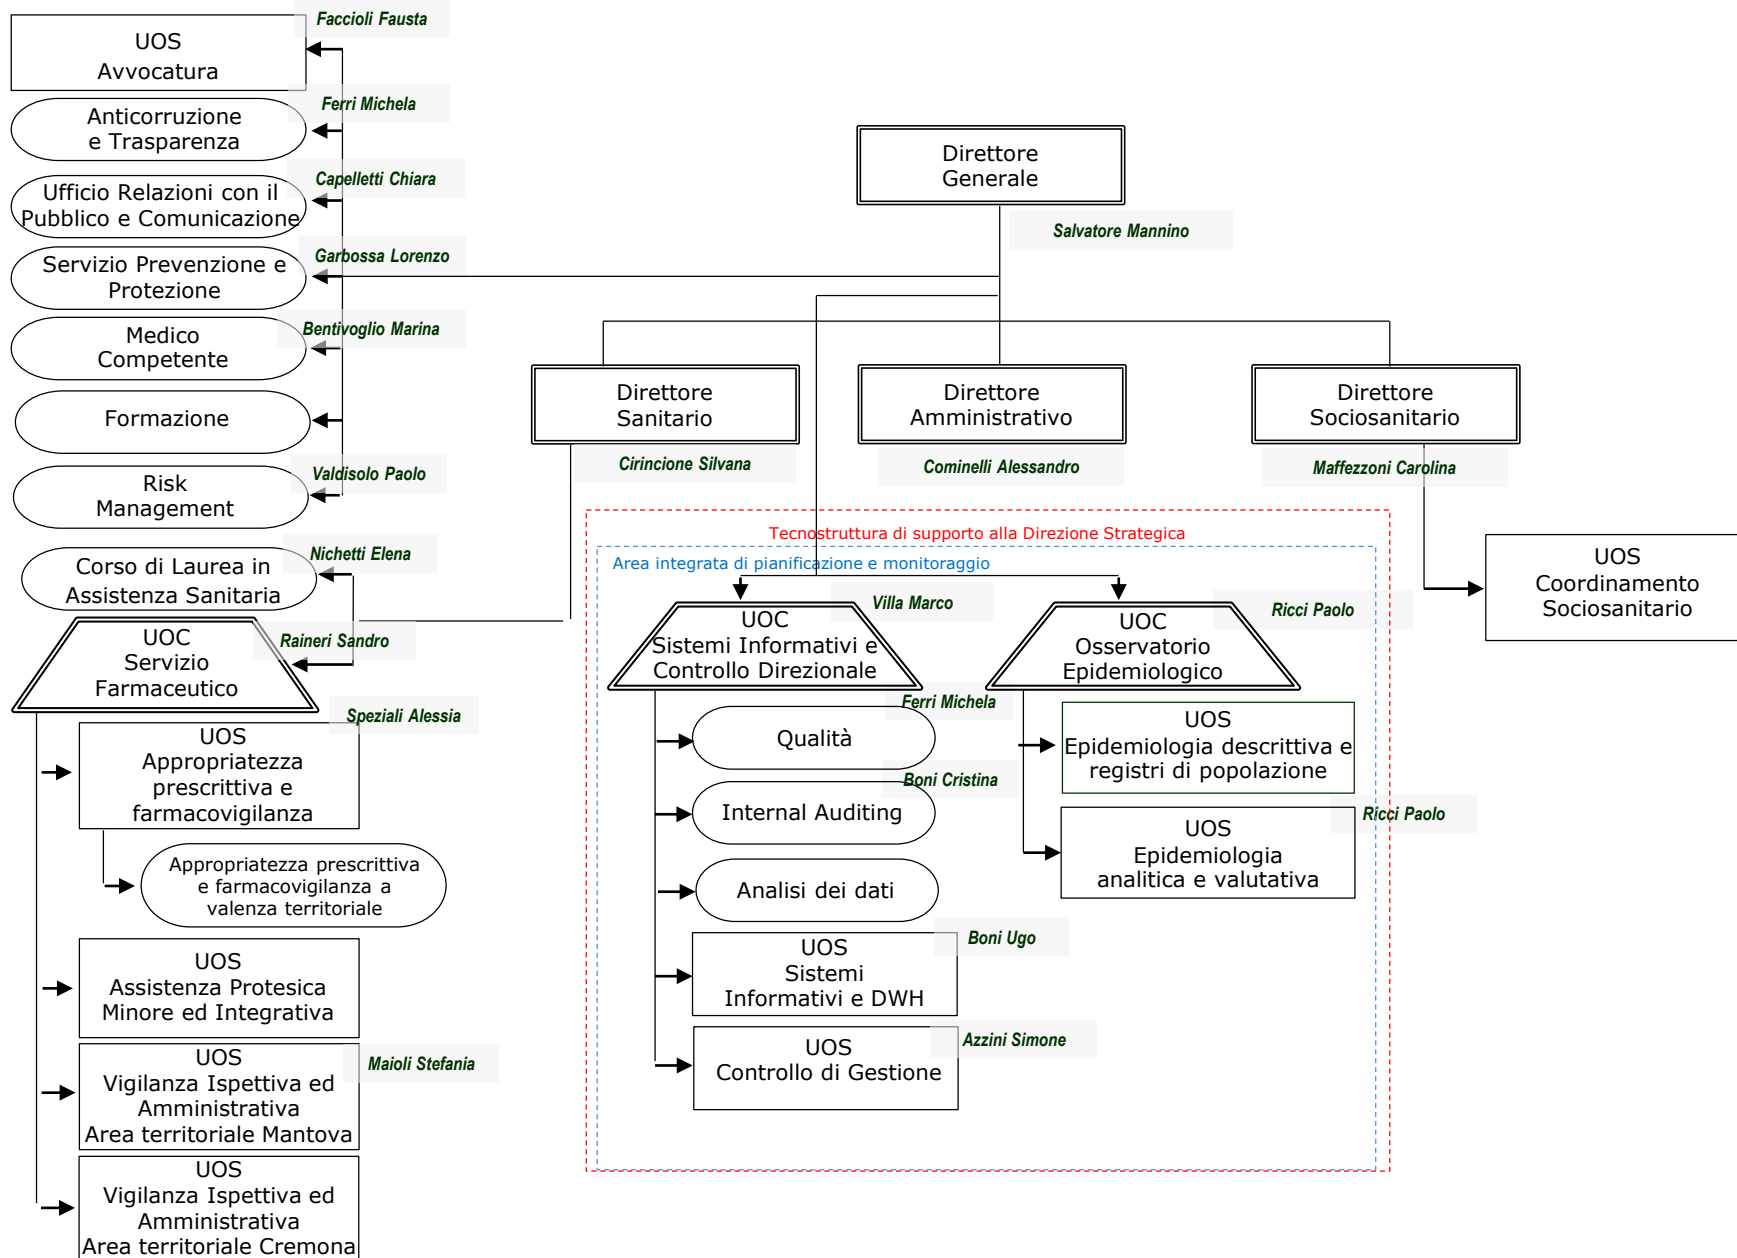 Faccioli Fausta
UOS
Avvocatura
Ferri Michela
Anticorruzione
e Trasparenza
Capelletti Chiara
Ufficio Relazioni con il
Pubblico e Comunicazione
Garbossa Lorenzo
Servizio Prevenzione e
Protezione
Bentivoglio Marina
Medico
Competente
Formazione
Valdisolo Paolo
Risk
Management
Nichetti Elena
Corso di Laurea in
Assistenza Sanitaria
Raineri Sandro
UOC
Servizio
Farmaceutico
Speziali Alessia
UOS
Appropriatezza
prescrittiva e
farmacovigilanza
Appropriatezza prescrittiva
e farmacovigilanza a
valenza territoriale
UOS
Assistenza Protesica
Minore ed Integrativa
Maioli Stefania
UOS
Vigilanza Ispettiva ed
Amministrativa
Area territoriale Mantova
UOS
Vigilanza Ispettiva ed
Amministrativa
Area territoriale Cremona
Direttore
Generale
Salvatore Mannino
Direttore
Sanitario
Cirincione Silvana
Direttore
Amministrativo
Cominelli Alessandro
Direttore
Sociosanitario
Maffezzoni Carolina
Tecnostruttura di supporto alla Direzione Strategica
Area integrata di pianificazione e monitoraggio
Villa Marco
UOC
Sistemi Informativi e
Controllo Direzionale
Ferri Michela
Qualità
Boni Cristina
Internal Auditing
Analisi dei dati
Boni Ugo
UOS
Sistemi
Informativi e DWH
Azzini Simone
UOS
Controllo di Gestione
Ricci Paolo
UOC
Osservatorio
Epidemiologico
UOS
Epidemiologia descrittiva e
registri di popolazione
Ricci Paolo
UOS
Epidemiologia
analitica e valutativa
UOS
Coordinamento
Sociosanitario